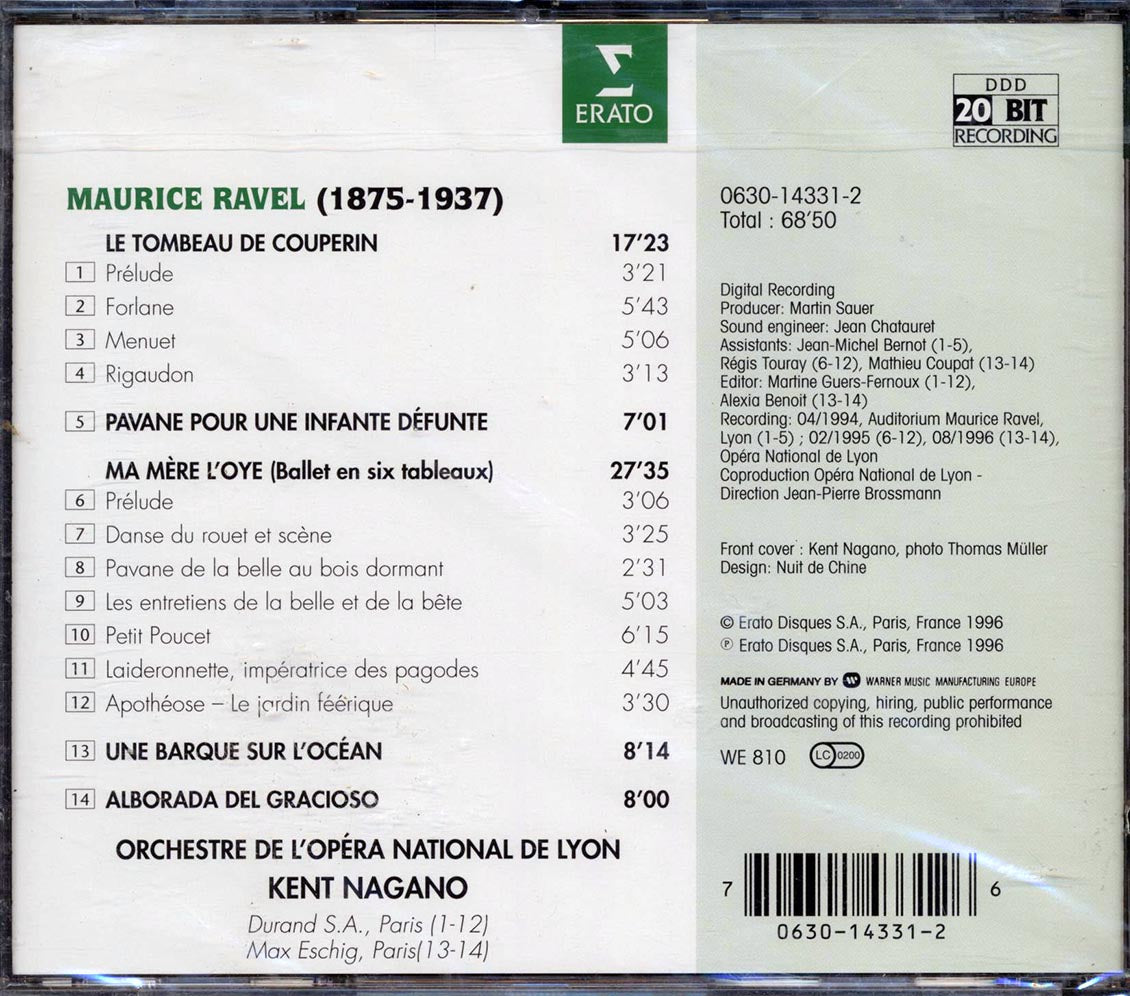 ERATO
MAURICE RAVEL (1875-1937)
LE TOMBEAU DE COUPERIN 17’23
1 Prélude 3’21
2 Forlane 5’43
3 Menuet 5’06
4 Rigaudon 3’13
5 PAVANE POUR UNE INFANTE DÉFUNTE 7’01
MA MÈRE L’OYE (Ballet en six tableaux) 27’35
6 Prélude 3’06
7 Danse du rouet et scène 3’25
8 Pavane de la belle au bois dormant 2’31
9 Les entretiens de la belle et de la bête 5’03
10 Petit Poucet 6’15
11 Laideronnette, impératrice des pagodes 4’45
12 Apothéose – Le jardin féérique 3’30
13 UNE BARQUE SUR L’OCÉAN 8’14
14 ALBORADA DEL GRACIOSO 8’00
ORCHESTRE DE L’OPÉRA NATIONAL DE LYON
KENT NAGANO
Durand S.A., Paris (1-12)
Max Eschig, Paris(13-14)
DDD
20 BIT
RECORDING
0630-14331-2
Total : 68’50
Digital Recording
Producer: Martin Sauer
Sound engineer: Jean Chatauret
Assistants: Jean-Michel Bernot (1-5),
Régis Touray (6-12), Mathieu Coupat (13-14)
Editor: Martine Guers-Fernoux (1-12),
Alexia Benoit (13-14)
Recording: 04/1994, Auditorium Maurice Ravel,
Lyon (1-5) ; 02/1995 (6-12), 08/1996 (13-14),
Opéra National de Lyon
Coproduction Opéra National de Lyon -
Direction Jean-Pierre Brossmann
Front cover : Kent Nagano, photo Thomas Müller
Design: Nuit de Chine
© Erato Disques S.A., Paris, France 1996
℗ Erato Disques S.A., Paris, France 1996
MADE IN GERMANY BY WARNER MUSIC MANUFACTURING EUROPE
Unauthorized copying, hiring, public performance
and broadcasting of this recording prohibited
WE 810 LC 0200
7 6
0630-14331-2